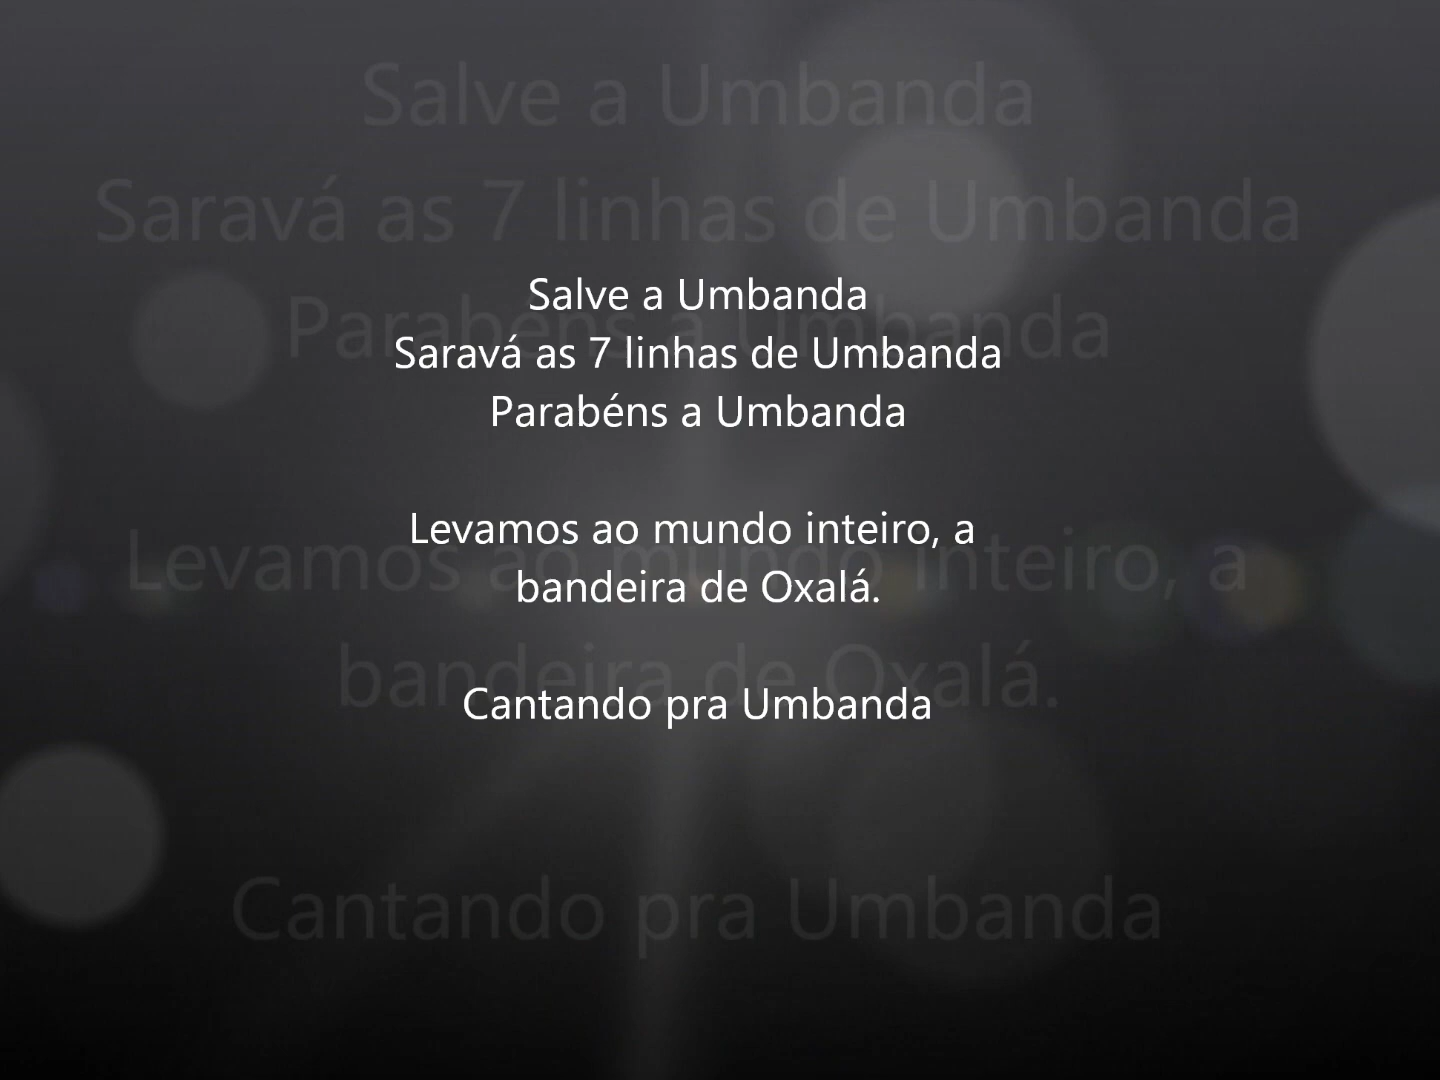 Salve a Umbanda
Saravá as 7 linhas de Umbanda
Parabéns a Umbanda
Levamos ao mundo inteiro, a
bandeira de Oxalá.
Cantando pra Umbanda